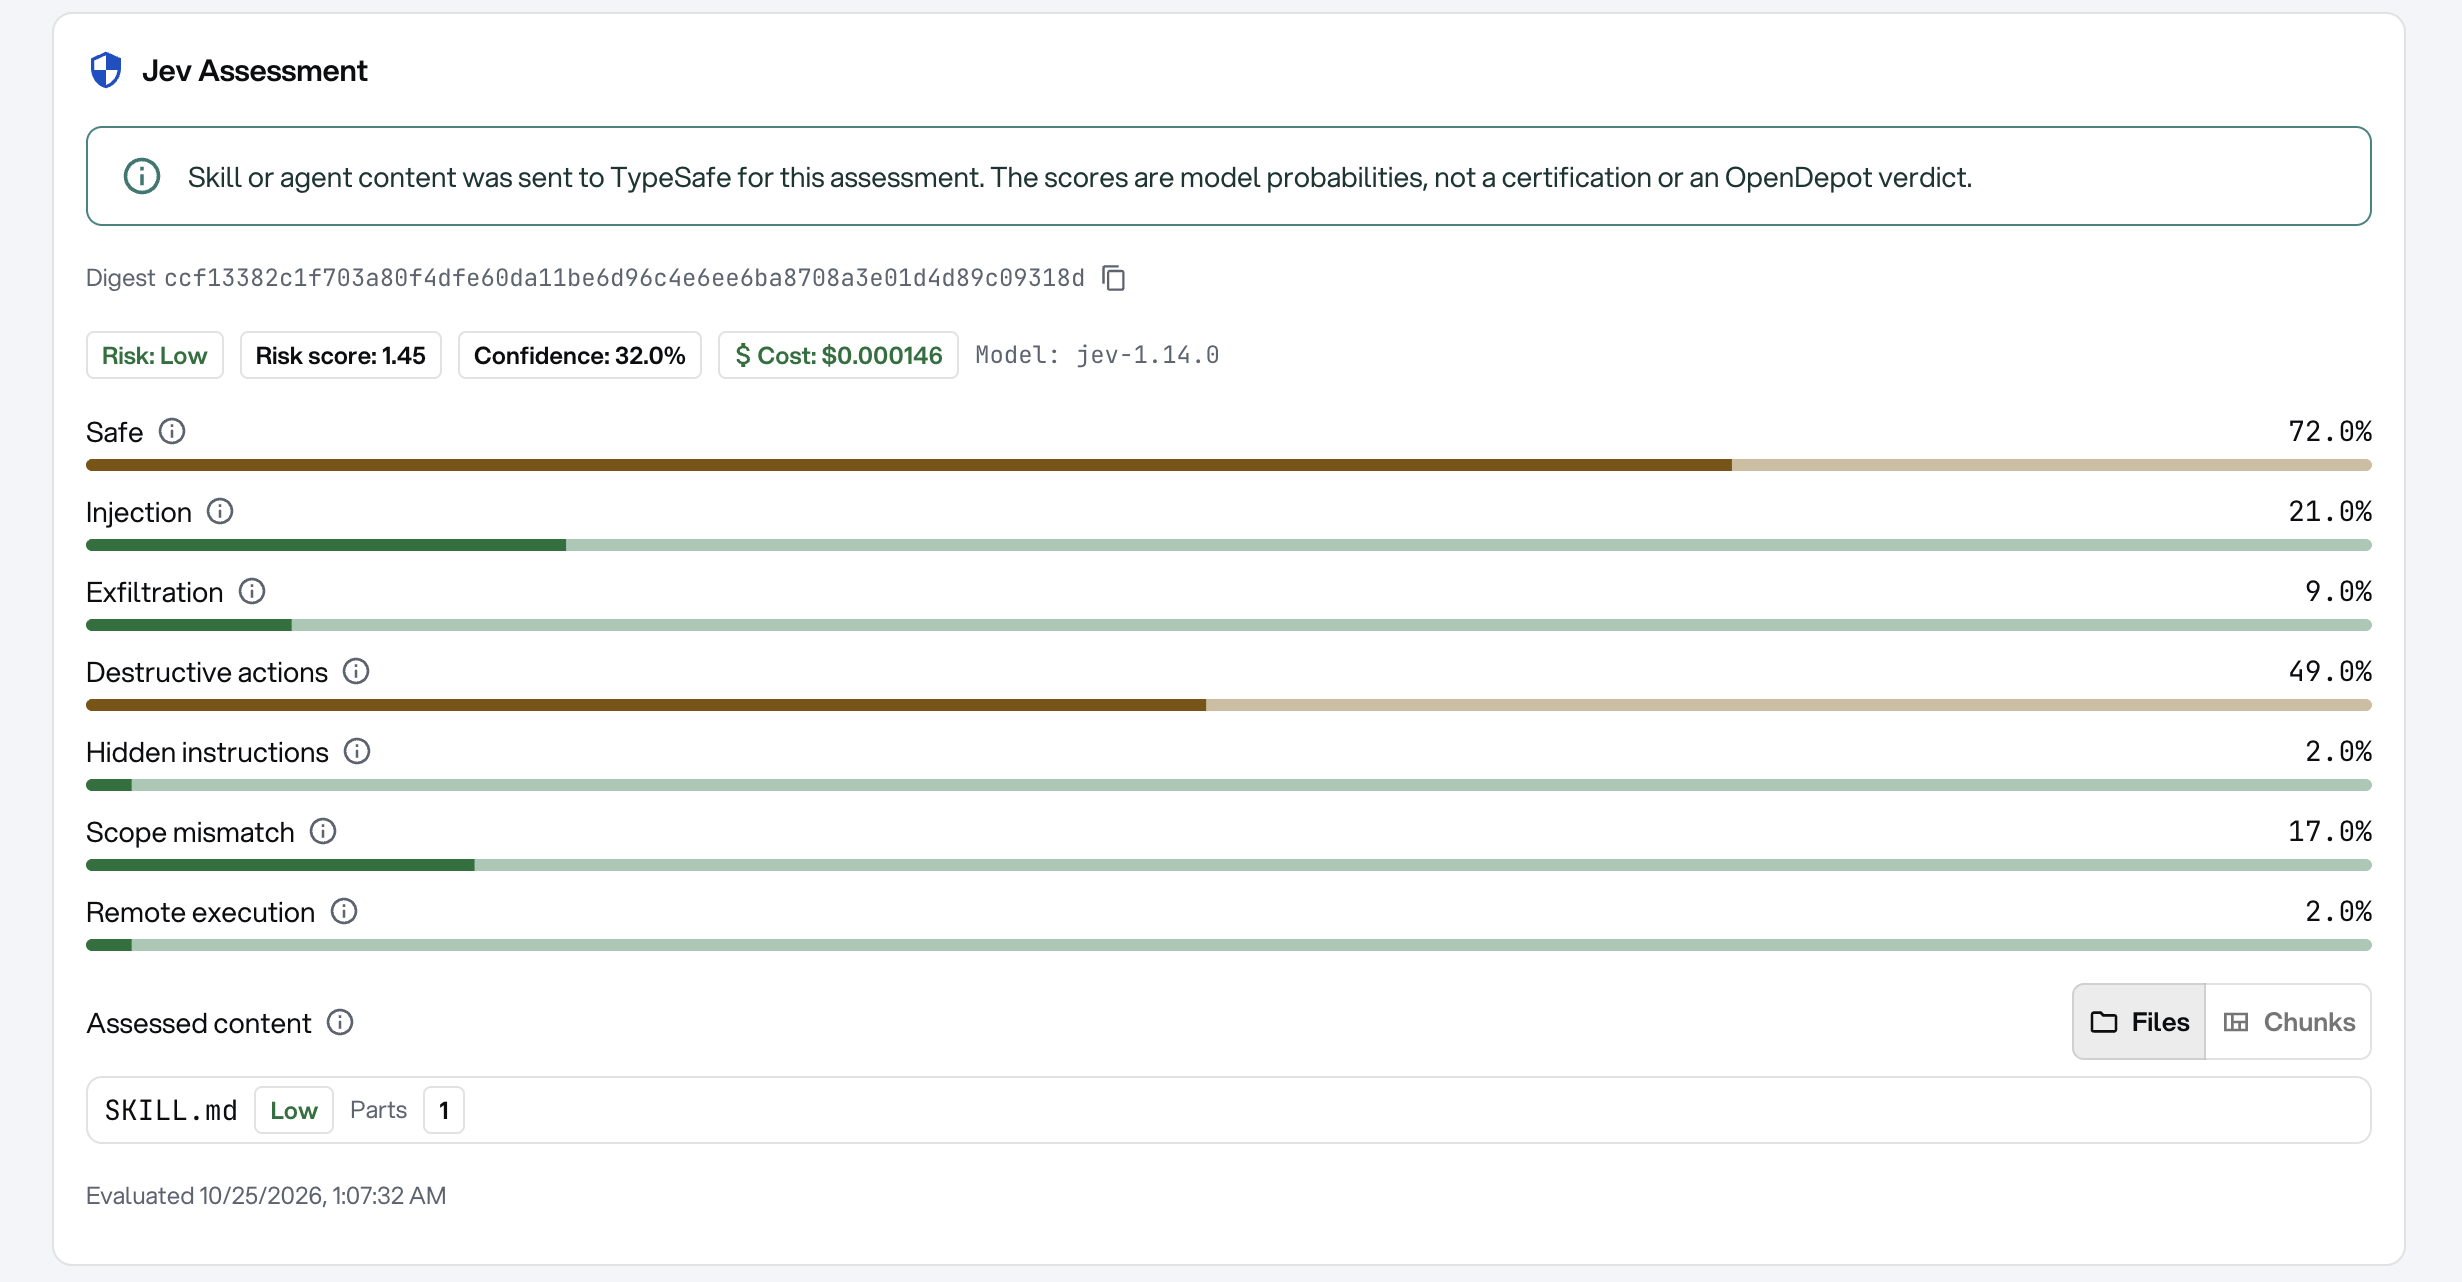 Jev Assessment
Skill or agent content was sent to TypeSafe for this assessment. The scores are model probabilities, not a certification or an OpenDepot verdict.
Digest ccf13382c1f703a80f4dfe60da11be6d96c4e6ee6ba8708a3e01d4d89c09318d
Risk: Low Risk score: 1.45 Confidence: 32.0% $ Cost: $0.000146 Model: jev-1.14.0
Safe 72.0%
Injection 21.0%
Exfiltration 9.0%
Destructive actions 49.0%
Hidden instructions 2.0%
Scope mismatch 17.0%
Remote execution 2.0%
Assessed content Files Chunks
SKILL.md Low Parts 1
Evaluated 10/25/2026, 1:07:32 AM